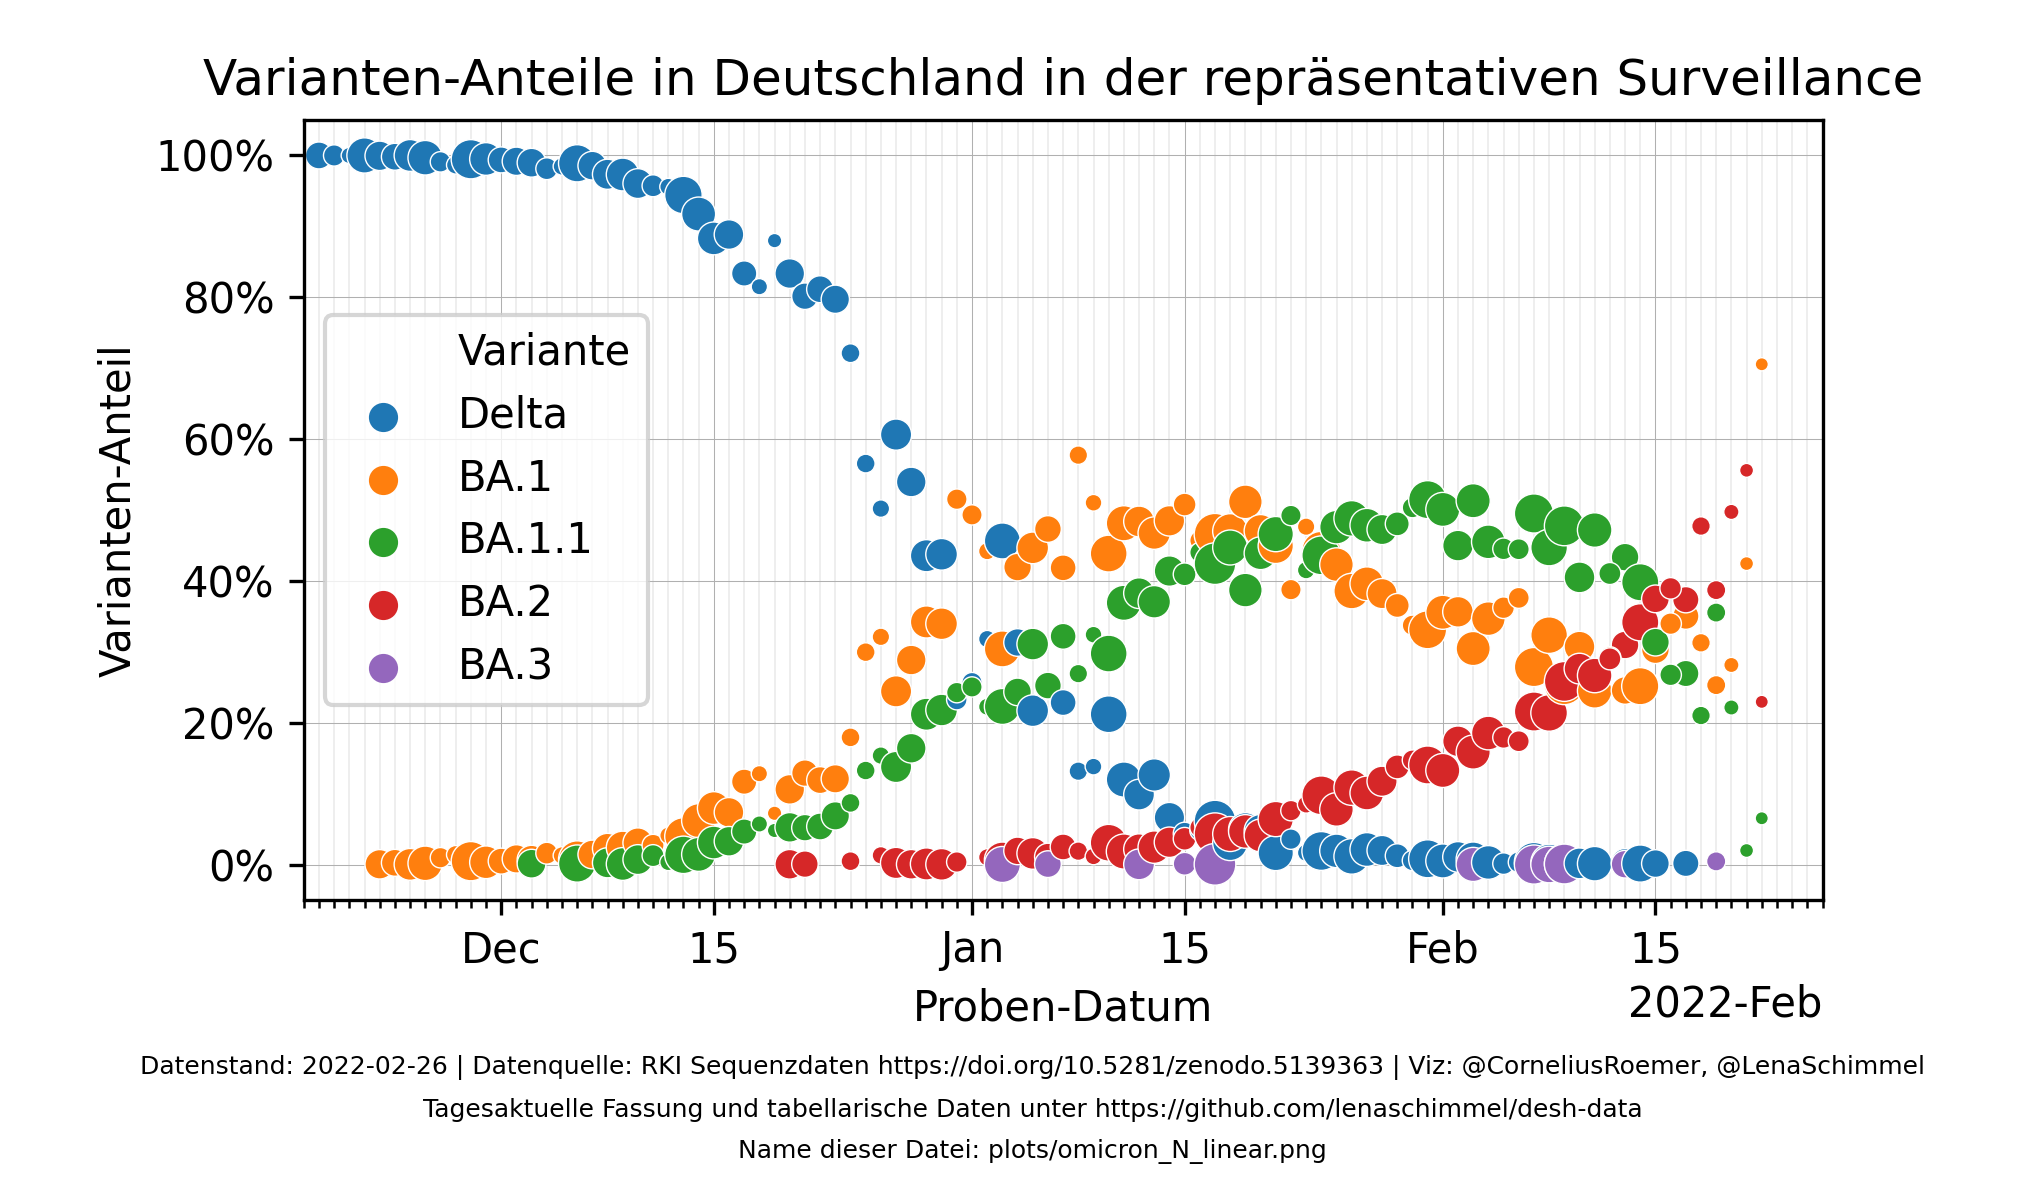 Varianten-Anteile in Deutschland in der repräsentativen Surveillance
Varianten-Anteil
100%
80%
60%
40%
20%
0%
Variante
Delta
BA.1
BA.1.1
BA.2
BA.3
Dec
15
Jan
15
Feb
15
Proben-Datum
2022-Feb
Datenstand: 2022-02-26 | Datenquelle: RKI Sequenzdaten https://doi.org/10.5281/zenodo.5139363 | Viz: @CorneliusRoemer, @LenaSchimmel
Tagesaktuelle Fassung und tabellarische Daten unter https://github.com/lenaschimmel/desh-data
Name dieser Datei: plots/omicron_N_linear.png